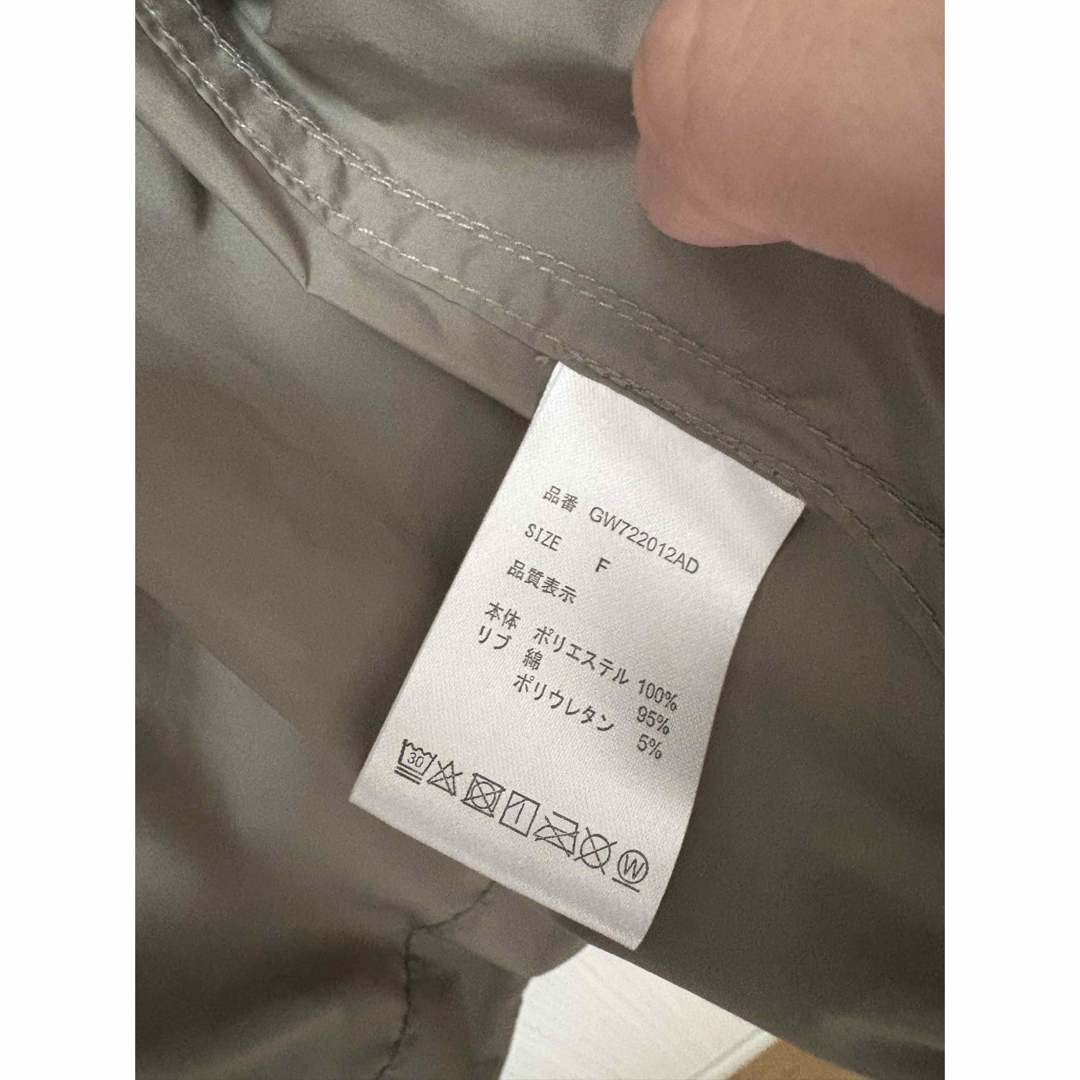 品番 GW722012AD
SIZE F
品質表示
本体 ポリエステル 100%
リブ 綿 95%
ポリウレタン 5%
30
W